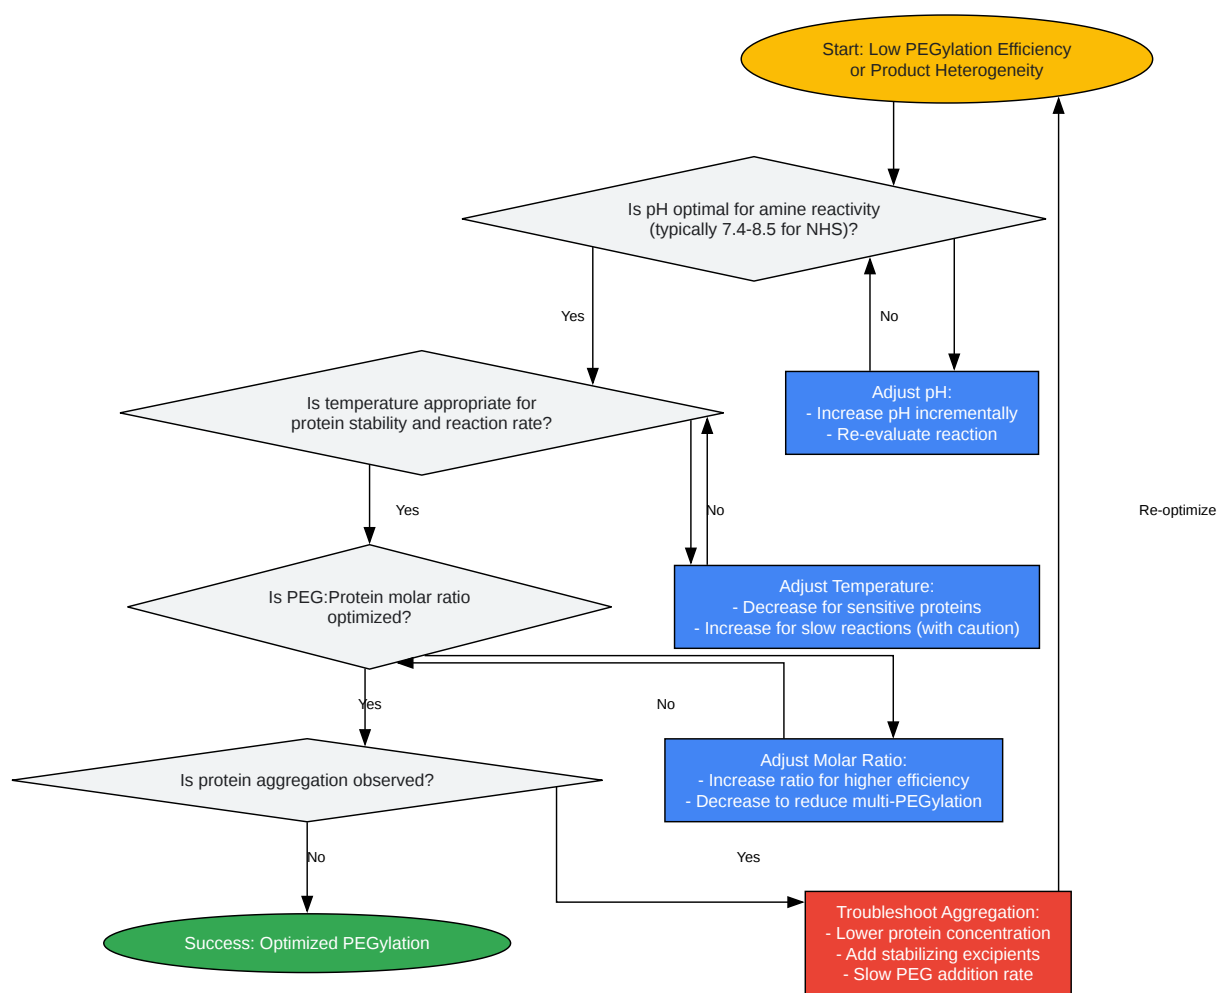 Start: Low PEGylation Efficiency
or Product Heterogeneity
Is pH optimal for amine reactivity
(typically 7.4-8.5 for NHS)?
Yes
No
Adjust pH:
- Increase pH incrementally
- Re-evaluate reaction
Is temperature appropriate for
protein stability and reaction rate?
Yes
No
Re-optimize
Adjust Temperature:
- Decrease for sensitive proteins
- Increase for slow reactions (with caution)
Is PEG:Protein molar ratio
optimized?
Yes
No
Adjust Molar Ratio:
- Increase ratio for higher efficiency
- Decrease to reduce multi-PEGylation
Is protein aggregation observed?
No
Yes
Troubleshoot Aggregation:
- Lower protein concentration
- Add stabilizing excipients
- Slow PEG addition rate
Success: Optimized PEGylation